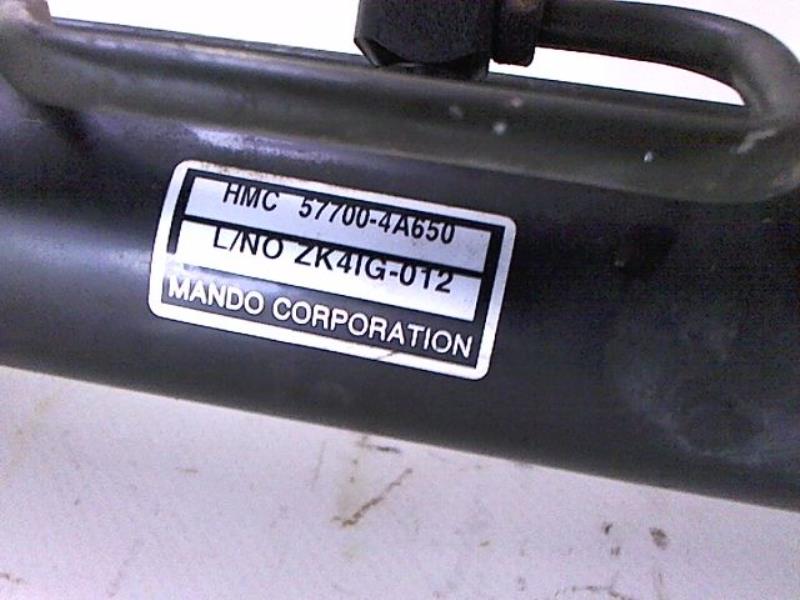 HMC 57700-4A650
L/NO ZK4IG-012
MANDO CORPORATION